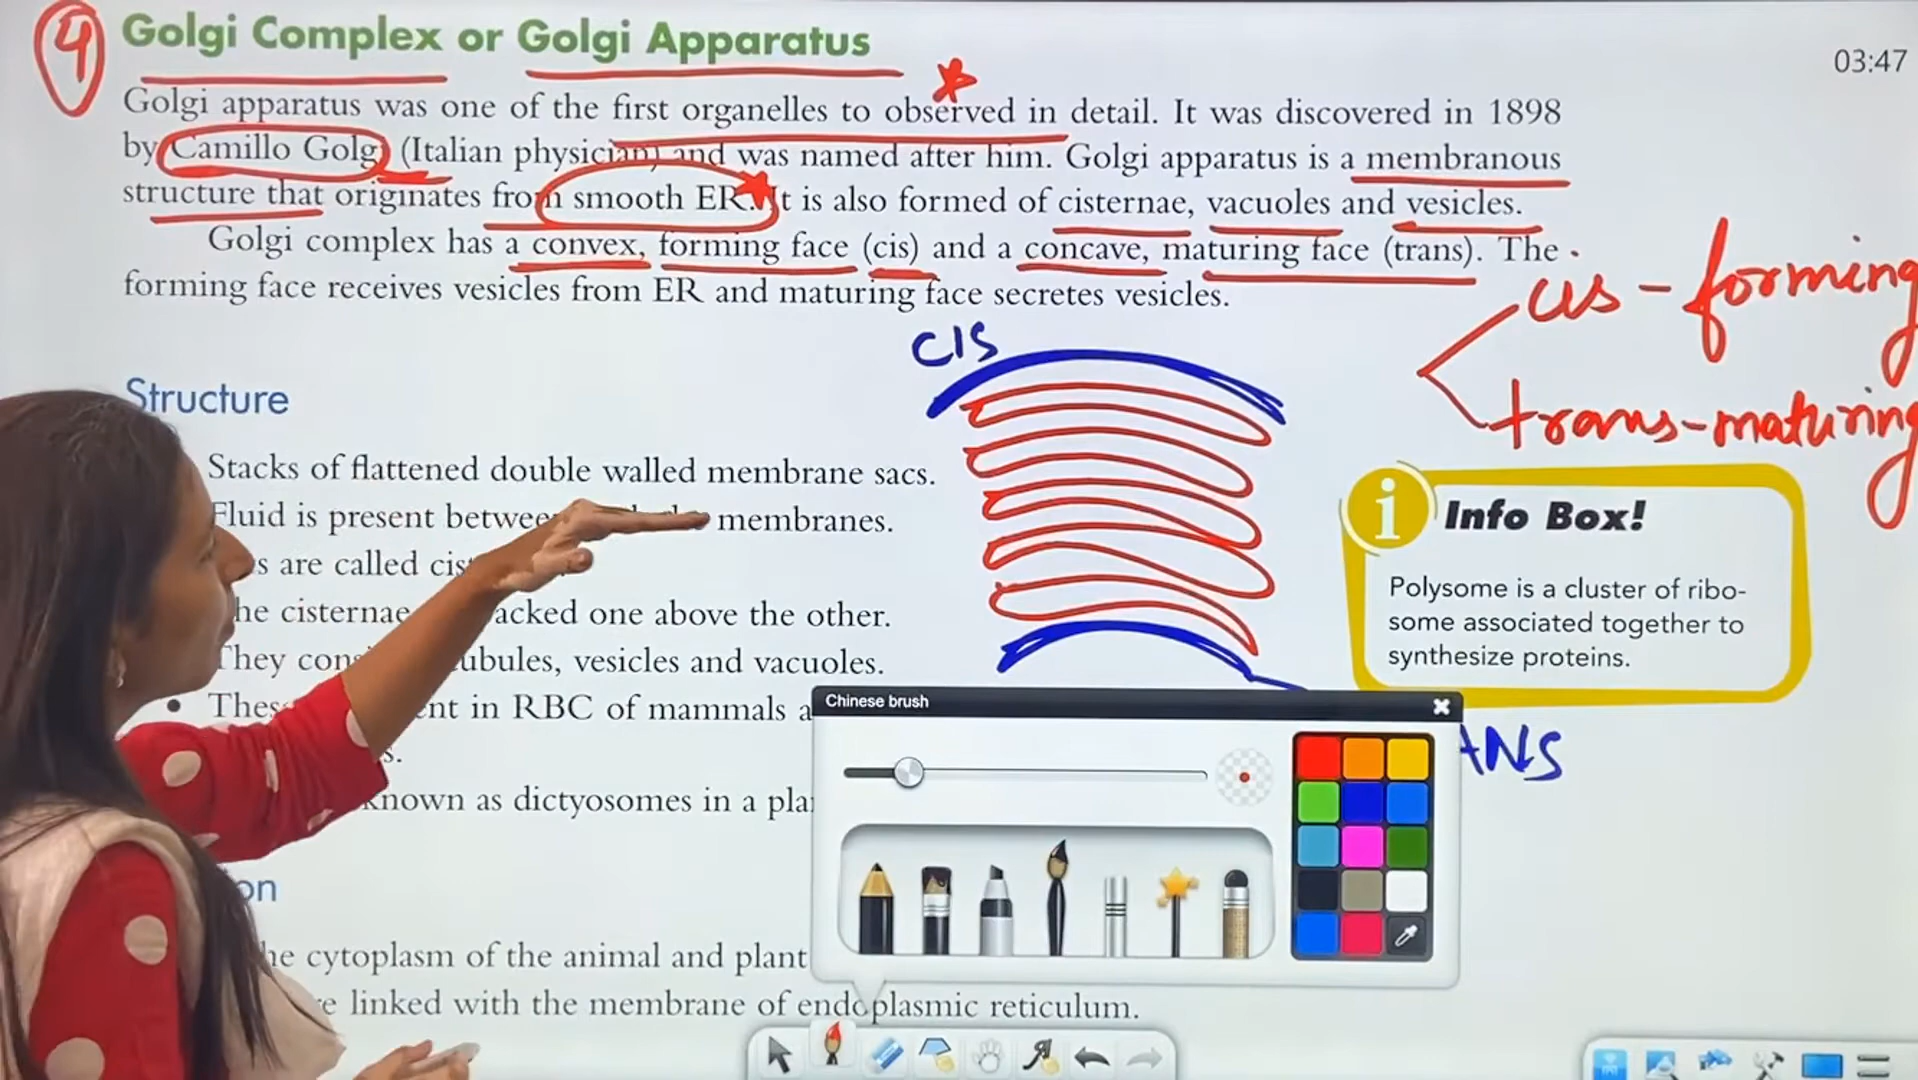 4 Golgi Complex or Golgi Apparatus
03:47
Golgi apparatus was one of the first organelles to observed in detail. It was discovered in 1898
by Camillo Golgi (Italian physician) and was named after him. Golgi apparatus is a membranous
structure that originates from smooth ER. It is also formed of cisternae, vacuoles and vesicles.
Golgi complex has a convex, forming face (cis) and a concave, maturing face (trans). The
forming face receives vesicles from ER and maturing face secretes vesicles.
cis - forming
trans - maturing
CIS
Structure
Stacks of flattened double walled membrane sacs.
Fluid is present between membranes.
are called
The cisternae stacked one above the other.
They tubules, vesicles and vacuoles.
• in RBC of mammals
known as dictyosomes in a
Info Box!
Polysome is a cluster of ribo-
some associated together to
synthesize proteins.
Chinese brush
ANS
cytoplasm of the animal and plant
linked with the membrane of endoplasmic reticulum.